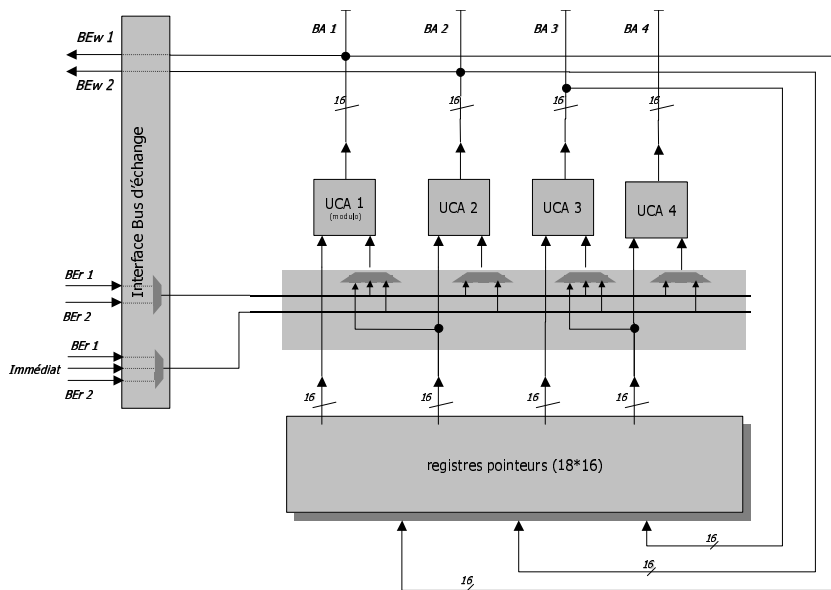 BEw 1
BEw 2
BA 1
BA 2
BA 3
BA 4
16
16
16
16
Interface Bus d'échange
UCA 1
(modulo)
UCA 2
UCA 3
UCA 4
BEr 1
BEr 2
BEr 1
Immédiat
BEr 2
16
16
16
16
registres pointeurs (18*16)
16
16
16